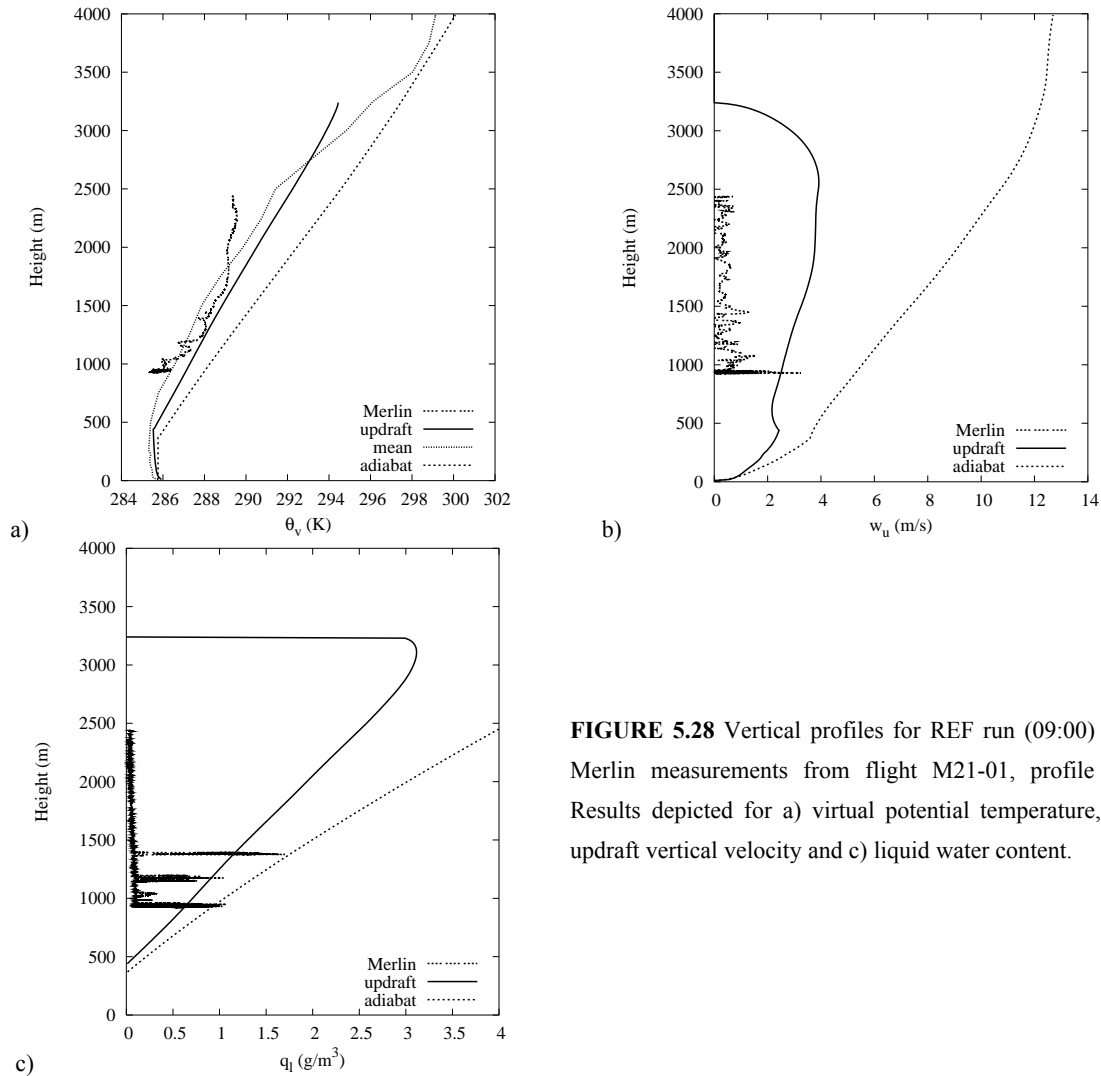 4000
3500
3000
2500
2000
1500
1000
500
0
Height (m)
Merlin
updraft
mean
adiabat
284 286 288 290 292 294 296 298 300 302
θ_v (K)
a)
4000
3500
3000
2500
2000
1500
1000
500
0
Height (m)
Merlin
updraft
adiabat
0 2 4 6 8 10 12 14
w_u (m/s)
b)
4000
3500
3000
2500
2000
1500
1000
500
0
Height (m)
Merlin
updraft
adiabat
0 0.5 1 1.5 2 2.5 3 3.5 4
q_l (g/m³)
c)
FIGURE 5.28 Vertical profiles for REF run (09:00)
Merlin measurements from flight M21-01, profile
Results depicted for a) virtual potential temperature,
updraft vertical velocity and c) liquid water content.